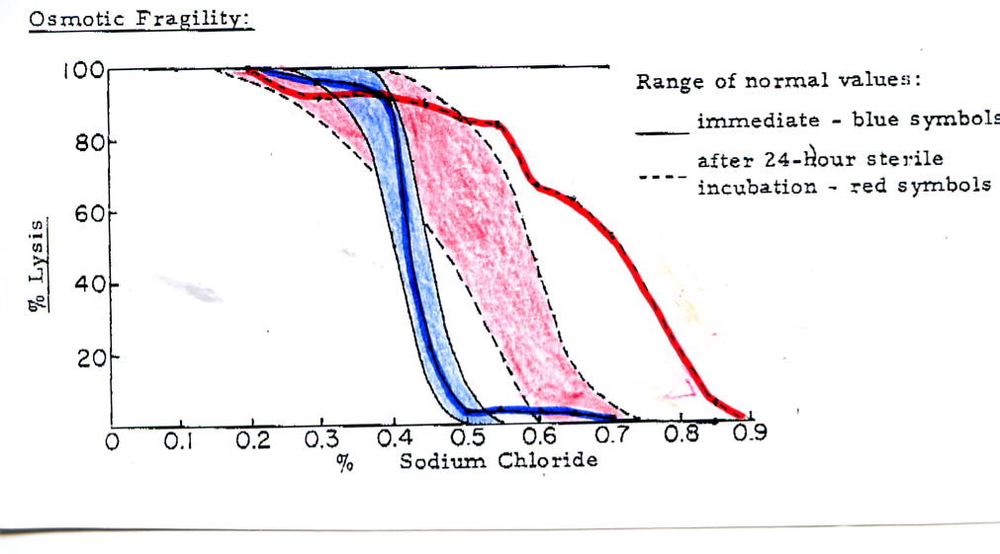 Osmotic Fragility:
100
80
60
40
20
% Lysis
0 0.1 0.2 0.3 0.4 0.5 0.6 0.7 0.8 0.9
% Sodium Chloride
Range of normal values:
immediate - blue symbols
after 24-Hour sterile
incubation - red symbols